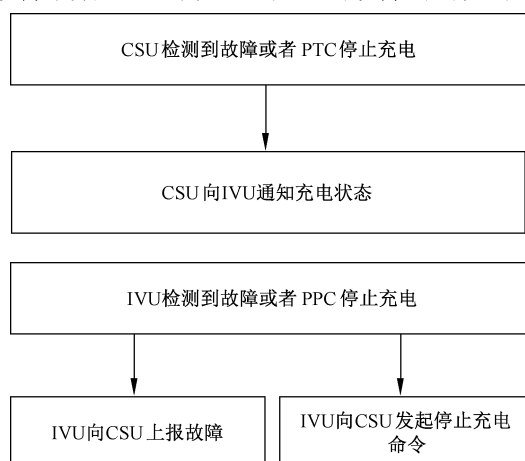 CSU检测到故障或者 PTC停止充电
CSU向IVU通知充电状态
IVU检测到故障或者 PPC停止充电
IVU向CSU上报故障
IVU向CSU发起停止充电
命令